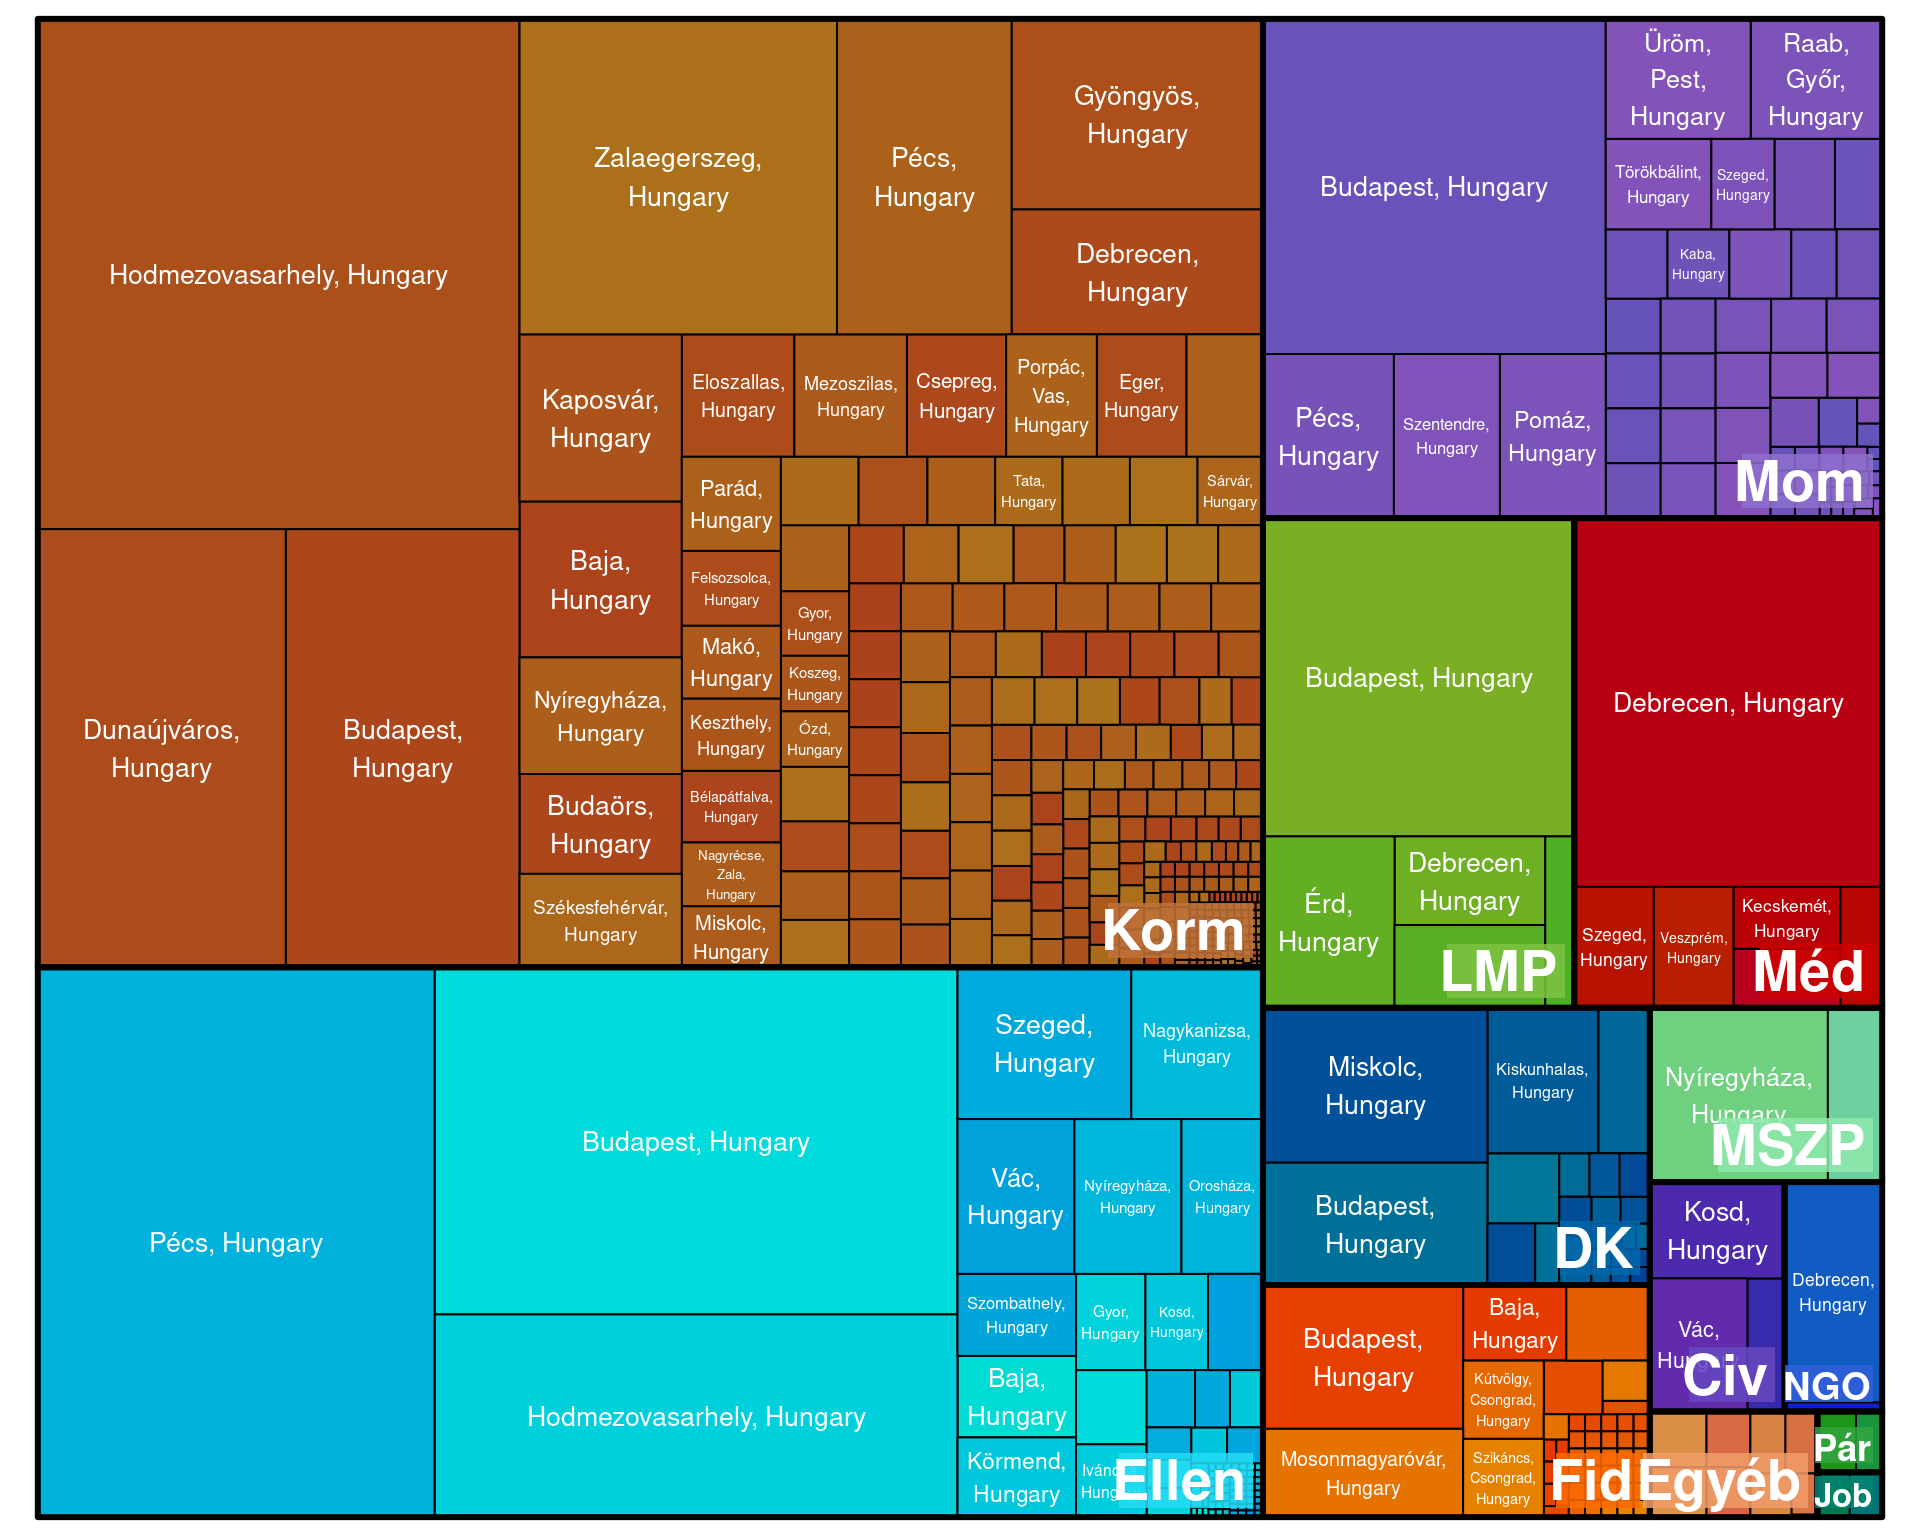 Hodmezovasarhely, Hungary
Dunaújváros,
Hungary
Budapest,
Hungary
Zalaegerszeg,
Hungary
Pécs,
Hungary
Gyöngyös,
Hungary
Debrecen,
Hungary
Kaposvár,
Hungary
Baja,
Hungary
Nyíregyháza,
Hungary
Budaörs,
Hungary
Székesfehérvár,
Hungary
Eloszallas,
Hungary
Mezoszilas,
Hungary
Csepreg,
Hungary
Porpác,
Vas,
Hungary
Eger,
Hungary
Parád,
Hungary
Felsozsolca,
Hungary
Makó,
Hungary
Keszthely,
Hungary
Bélapátfalva,
Hungary
Nagyrécse,
Zala,
Hungary
Miskolc,
Hungary
Tata,
Hungary
Sárvár,
Hungary
Gyor,
Hungary
Koszeg,
Hungary
Ózd,
Hungary
Korm
Pécs, Hungary
Budapest, Hungary
Hodmezovasarhely, Hungary
Szeged,
Hungary
Nagykanizsa,
Hungary
Vác,
Hungary
Nyíregyháza,
Hungary
Orosháza,
Hungary
Szombathely,
Hungary
Gyor,
Hungary
Kosd,
Hungary
Baja,
Hungary
Körmend,
Hungary
Ellen
Budapest, Hungary
Üröm,
Pest,
Hungary
Raab,
Győr,
Hungary
Törökbálint,
Hungary
Szeged,
Hungary
Kaba,
Hungary
Pécs,
Hungary
Szentendre,
Hungary
Pomáz,
Hungary
Mom
Budapest, Hungary
Érd,
Hungary
Debrecen,
Hungary
LMP
Debrecen, Hungary
Szeged,
Hungary
Veszprém,
Hungary
Kecskemét,
Hungary
Méd
Miskolc,
Hungary
Kiskunhalas,
Hungary
Budapest,
Hungary
DK
Nyíregyháza,
Hungary
MSZP
Kosd,
Hungary
Vác,
Hungary
Civ
Debrecen,
Hungary
NGO
Budapest,
Hungary
Baja,
Hungary
Kútvölgy,
Csongrad,
Hungary
Mosonmagyaróvár,
Hungary
Szikáncs,
Csongrad,
Hungary
Fid
Egyéb
Pár
Job